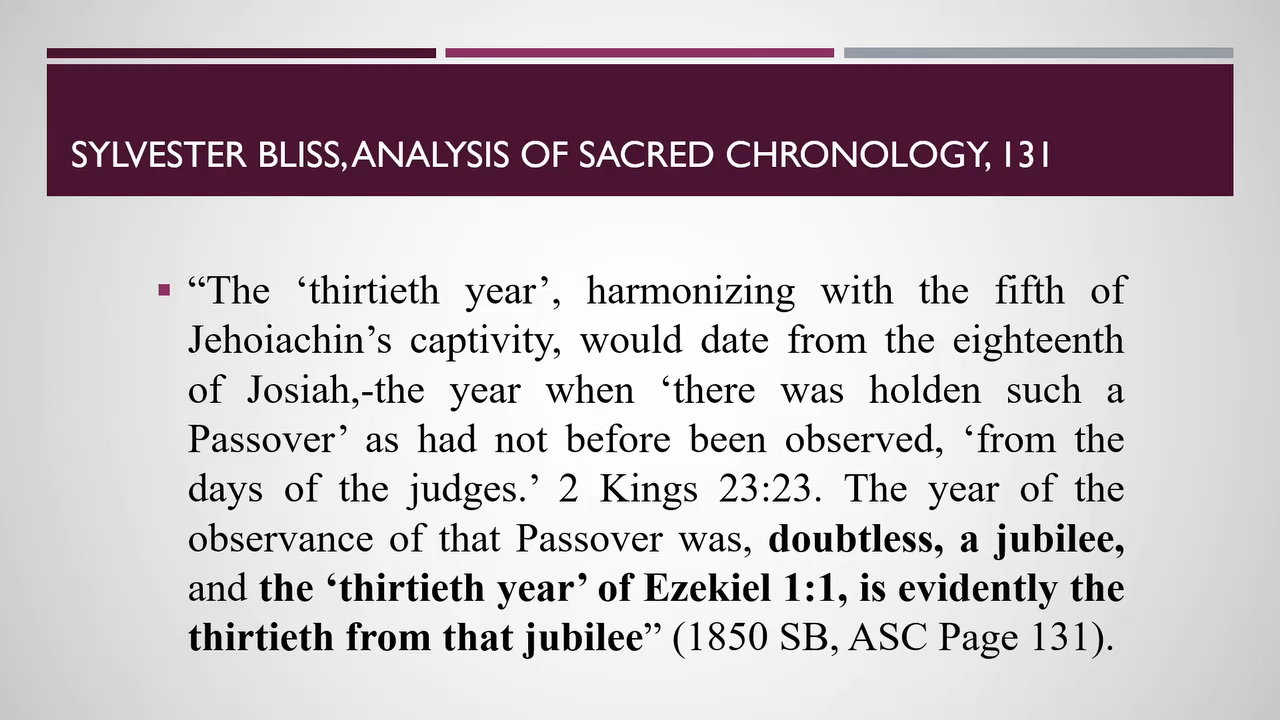 SYLVESTER BLISS, ANALYSIS OF SACRED CHRONOLOGY, 131
“The ‘thirtieth year’, harmonizing with the fifth of
Jehoiachin’s captivity, would date from the eighteenth
of Josiah,-the year when ‘there was holden such a
Passover’ as had not before been observed, ‘from the
days of the judges.’ 2 Kings 23:23. The year of the
observance of that Passover was, doubtless, a jubilee,
and the ‘thirtieth year’ of Ezekiel 1:1, is evidently the
thirtieth from that jubilee” (1850 SB, ASC Page 131).